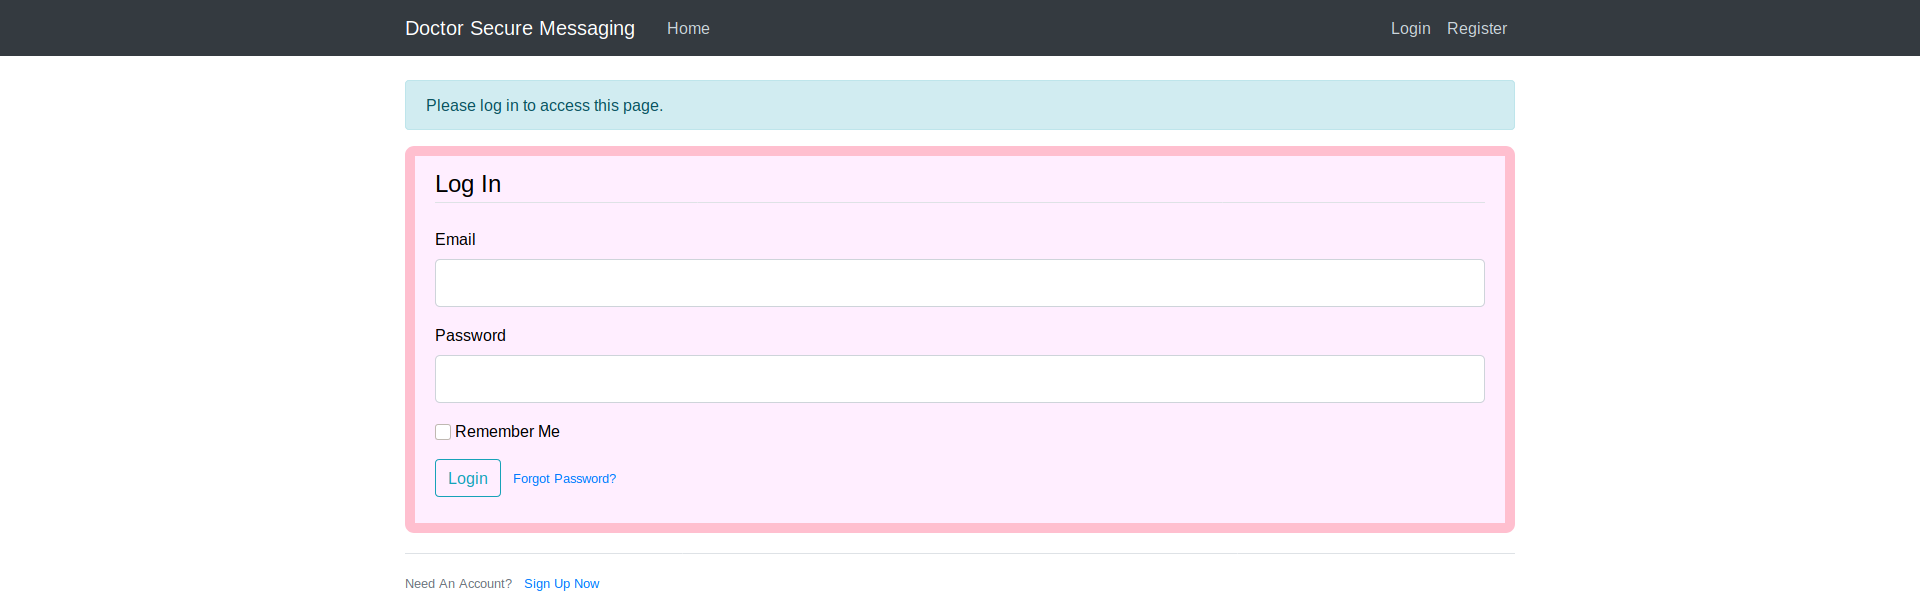 Doctor Secure Messaging Home Login Register
Please log in to access this page.
Log In
Email
Password
Remember Me
Login Forgot Password?
Need An Account? Sign Up Now